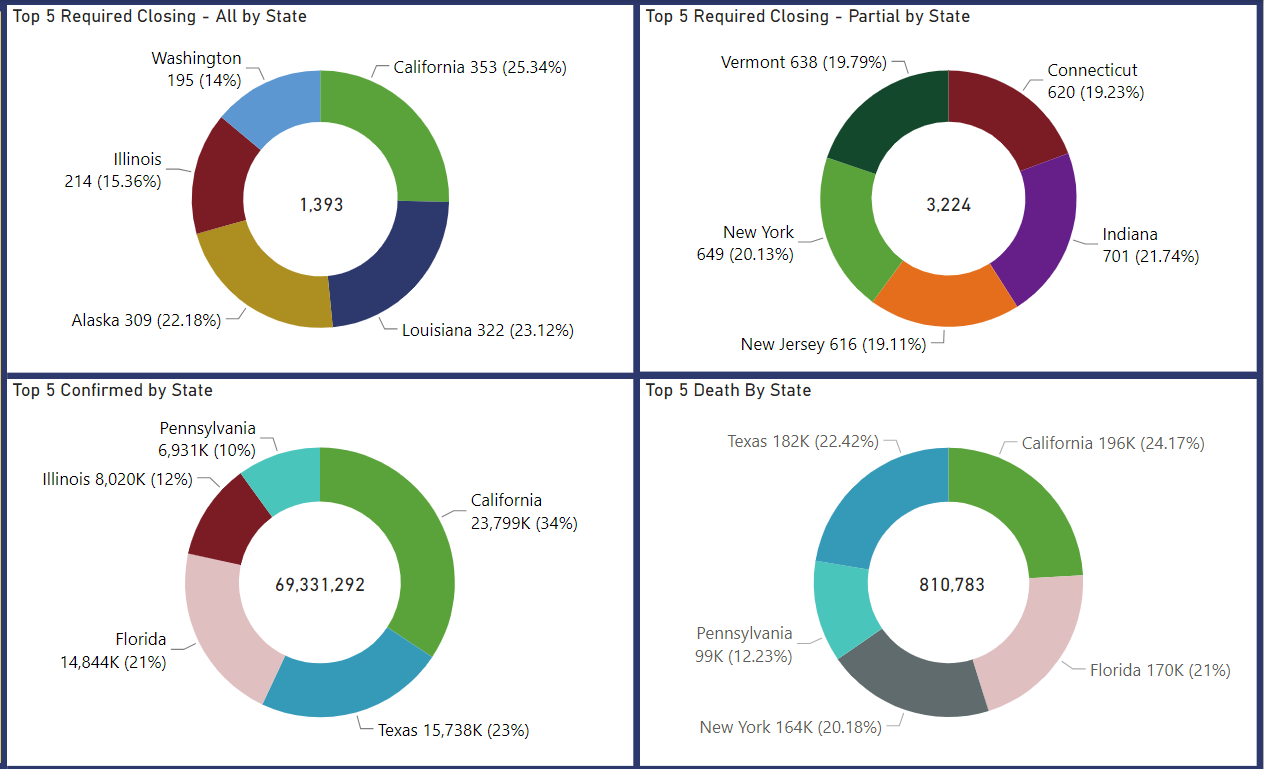 Top 5 Required Closing - All by State
Washington
195 (14%)
California 353 (25.34%)
Illinois
214 (15.36%)
1,393
Alaska 309 (22.18%)
Louisiana 322 (23.12%)
Top 5 Required Closing - Partial by State
Vermont 638 (19.79%)
Connecticut
620 (19.23%)
3,224
New York
649 (20.13%)
Indiana
701 (21.74%)
New Jersey 616 (19.11%)
Top 5 Confirmed by State
Pennsylvania
6,931K (10%)
Illinois 8,020K (12%)
California
23,799K (34%)
69,331,292
Florida
14,844K (21%)
Texas 15,738K (23%)
Top 5 Death By State
Texas 182K (22.42%)
California 196K (24.17%)
810,783
Pennsylvania
99K (12.23%)
Florida 170K (21%)
New York 164K (20.18%)